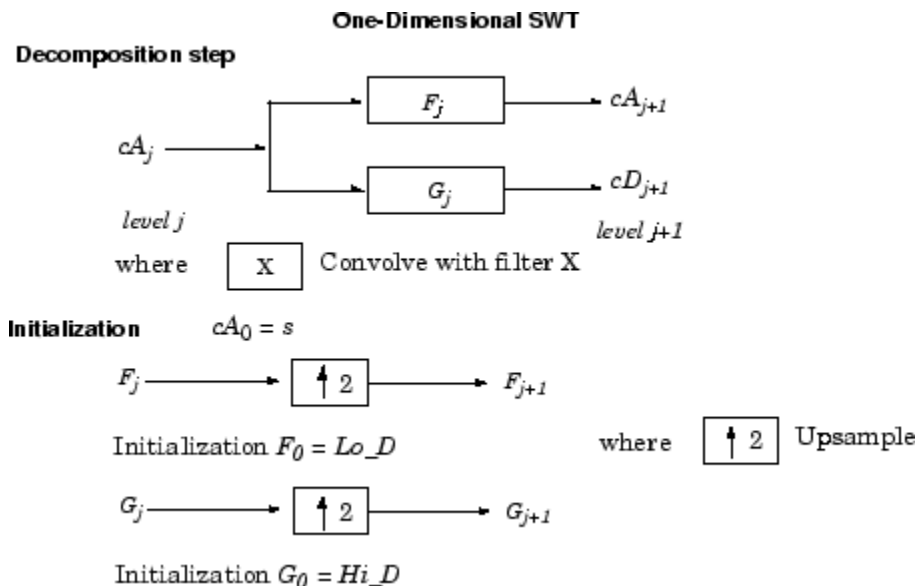 One-Dimensional SWT
Decomposition step
F_j
cA_{j+1}
cA_j
G_j
cD_{j+1}
level j
level j+1
where X Convolve with filter X
Initialization cA_0 = s
F_j ↑ 2 F_{j+1}
Initialization F_0 = Lo_D
where ↑ 2 Upsample
G_j ↑ 2 G_{j+1}
Initialization G_0 = Hi_D